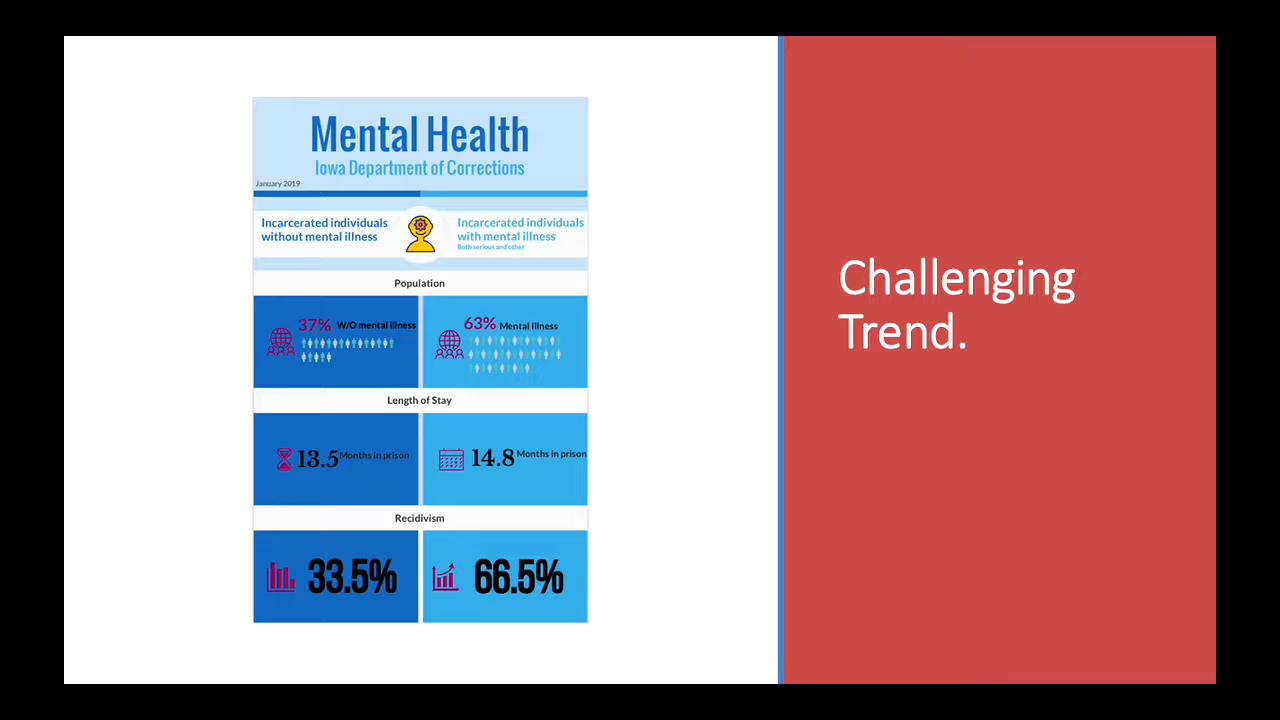 Mental Health
Iowa Department of Corrections
January 2019
Incarcerated individuals
without mental illness
Incarcerated individuals
with mental illness
Both serious and other
Population
37% W/O mental illness
63% Mental Illness
Length of Stay
13.5 Months in prison
14.8 Months in prison
Recidivism
33.5%
66.5%
Challenging
Trend.